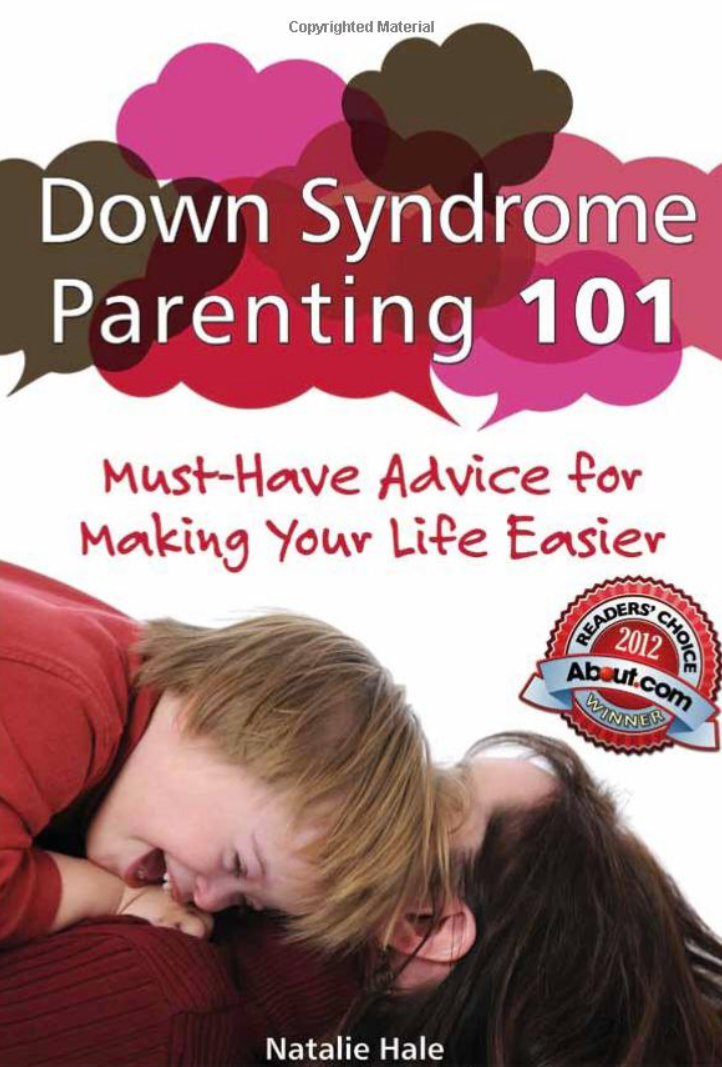 Copyrighted Material
Down Syndrome
Parenting 101
Must-Have Advice for
Making Your Life Easier
READERS' CHOICE
2012
About.com
WINNER
Natalie Hale